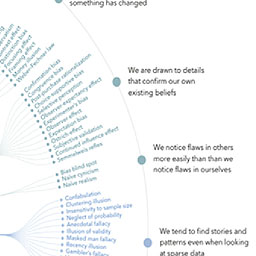 something has changed
Money illusion
Weber–Fechner law
Confirmation bias
Congruence bias
Post-purchase rationalization
Choice-supportive bias
Selective perception
Observer-expectancy effect
Experimenter's bias
Observer effect
Expectation bias
Ostrich effect
Subjective validation
Continued influence effect
Semmelweis reflex
We are drawn to details
that confirm our own
existing beliefs
Bias blind spot
Naïve cynicism
Naïve realism
We notice flaws in others
more easily than than we
notice flaws in ourselves
Confabulation
Clustering illusion
Insensitivity to sample size
Neglect of probability
Anecdotal fallacy
Illusion of validity
Masked man fallacy
Recency illusion
Gambler's fallacy
We tend to find stories and
patterns even when looking
at sparse data